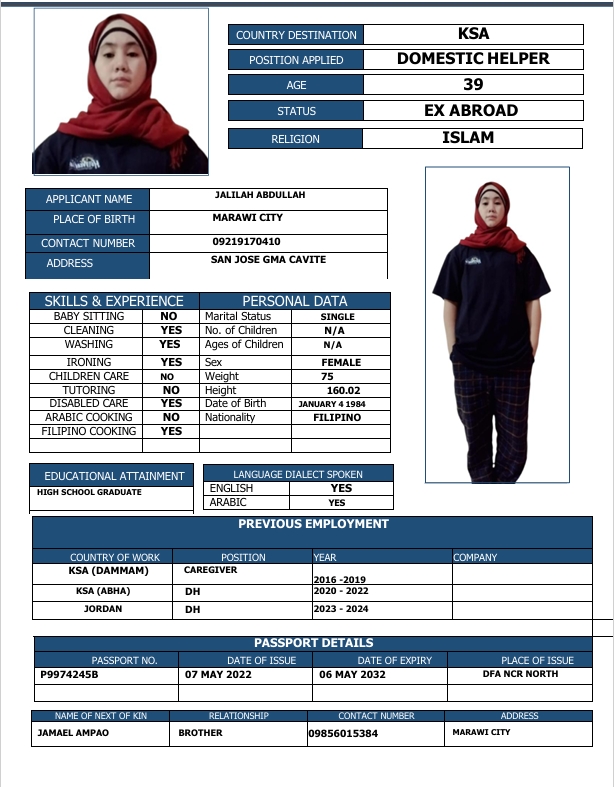 COUNTRY DESTINATION KSA
POSITION APPLIED DOMESTIC HELPER
AGE 39
STATUS EX ABROAD
RELIGION ISLAM
APPLICANT NAME JALILAH ABDULLAH
PLACE OF BIRTH MARAWI CITY
CONTACT NUMBER 09219170410
ADDRESS SAN JOSE GMA CAVITE
SKILLS & EXPERIENCE PERSONAL DATA
BABY SITTING NO Marital Status SINGLE
CLEANING YES No. of Children N/A
WASHING YES Ages of Children N/A
IRONING YES Sex FEMALE
CHILDREN CARE NO Weight 75
TUTORING NO Height 160.02
DISABLED CARE YES Date of Birth JANUARY 4 1984
ARABIC COOKING NO Nationality FILIPINO
FILIPINO COOKING YES
EDUCATIONAL ATTAINMENT
HIGH SCHOOL GRADUATE
LANGUAGE DIALECT SPOKEN
ENGLISH YES
ARABIC YES
PREVIOUS EMPLOYMENT
COUNTRY OF WORK POSITION YEAR COMPANY
KSA (DAMMAM) CAREGIVER 2016 -2019
KSA (ABHA) DH 2020 - 2022
JORDAN DH 2023 - 2024
PASSPORT DETAILS
PASSPORT NO. DATE OF ISSUE DATE OF EXPIRY PLACE OF ISSUE
P9974245B 07 MAY 2022 06 MAY 2032 DFA NCR NORTH
NAME OF NEXT OF KIN RELATIONSHIP CONTACT NUMBER ADDRESS
JAMAEL AMPAO BROTHER 09856015384 MARAWI CITY